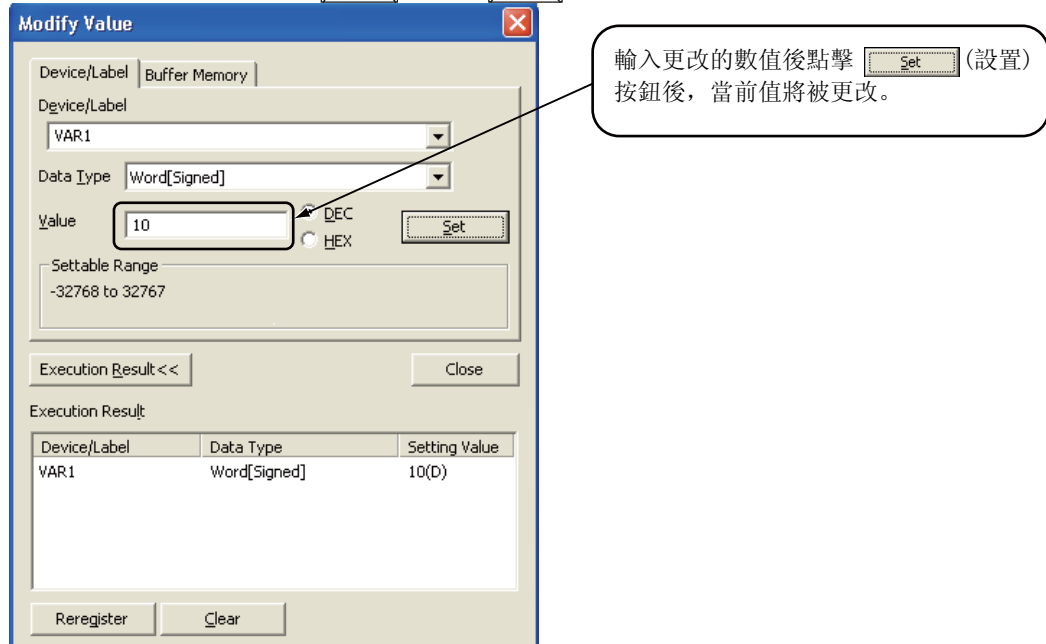 Modify Value
輸入更改的數值後點擊 Set (設置)
按鈕後，當前值將被更改。
Device/Label Buffer Memory
Device/Label
VAR1
Data Type Word[Signed]
Value 10 DEC
HEX
Set
Settable Range
-32768 to 32767
Execution Result<< Close
Execution Result
Device/Label Data Type Setting Value
VAR1 Word[Signed] 10(D)
Reregister Clear